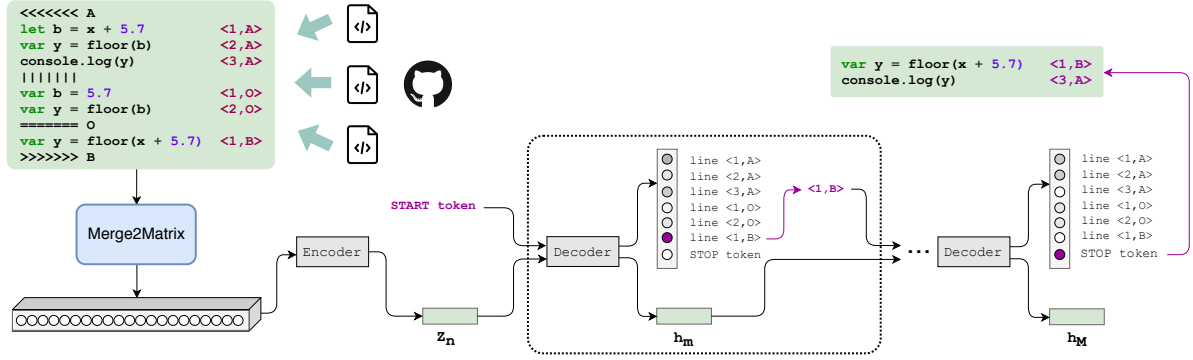 <<<<<<< A
let b = x + 5.7 <1,A>
var y = floor(b) <2,A>
console.log(y) <3,A>
|||||||
var b = 5.7 <1,O>
var y = floor(b) <2,O>
======= O
var y = floor(x + 5.7) <1,B>
>>>>>>> B
</>
</>
</>
Merge2Matrix
Encoder
Zn
START token
Decoder
line <1,A>
line <2,A>
line <3,A>
line <1,O>
line <2,O>
line <1,B>
STOP token
hm
<1,B>
...
Decoder
line <1,A>
line <2,A>
line <3,A>
line <1,O>
line <2,O>
line <1,B>
STOP token
hM
var y = floor(x + 5.7) <1,B>
console.log(y) <3,A>